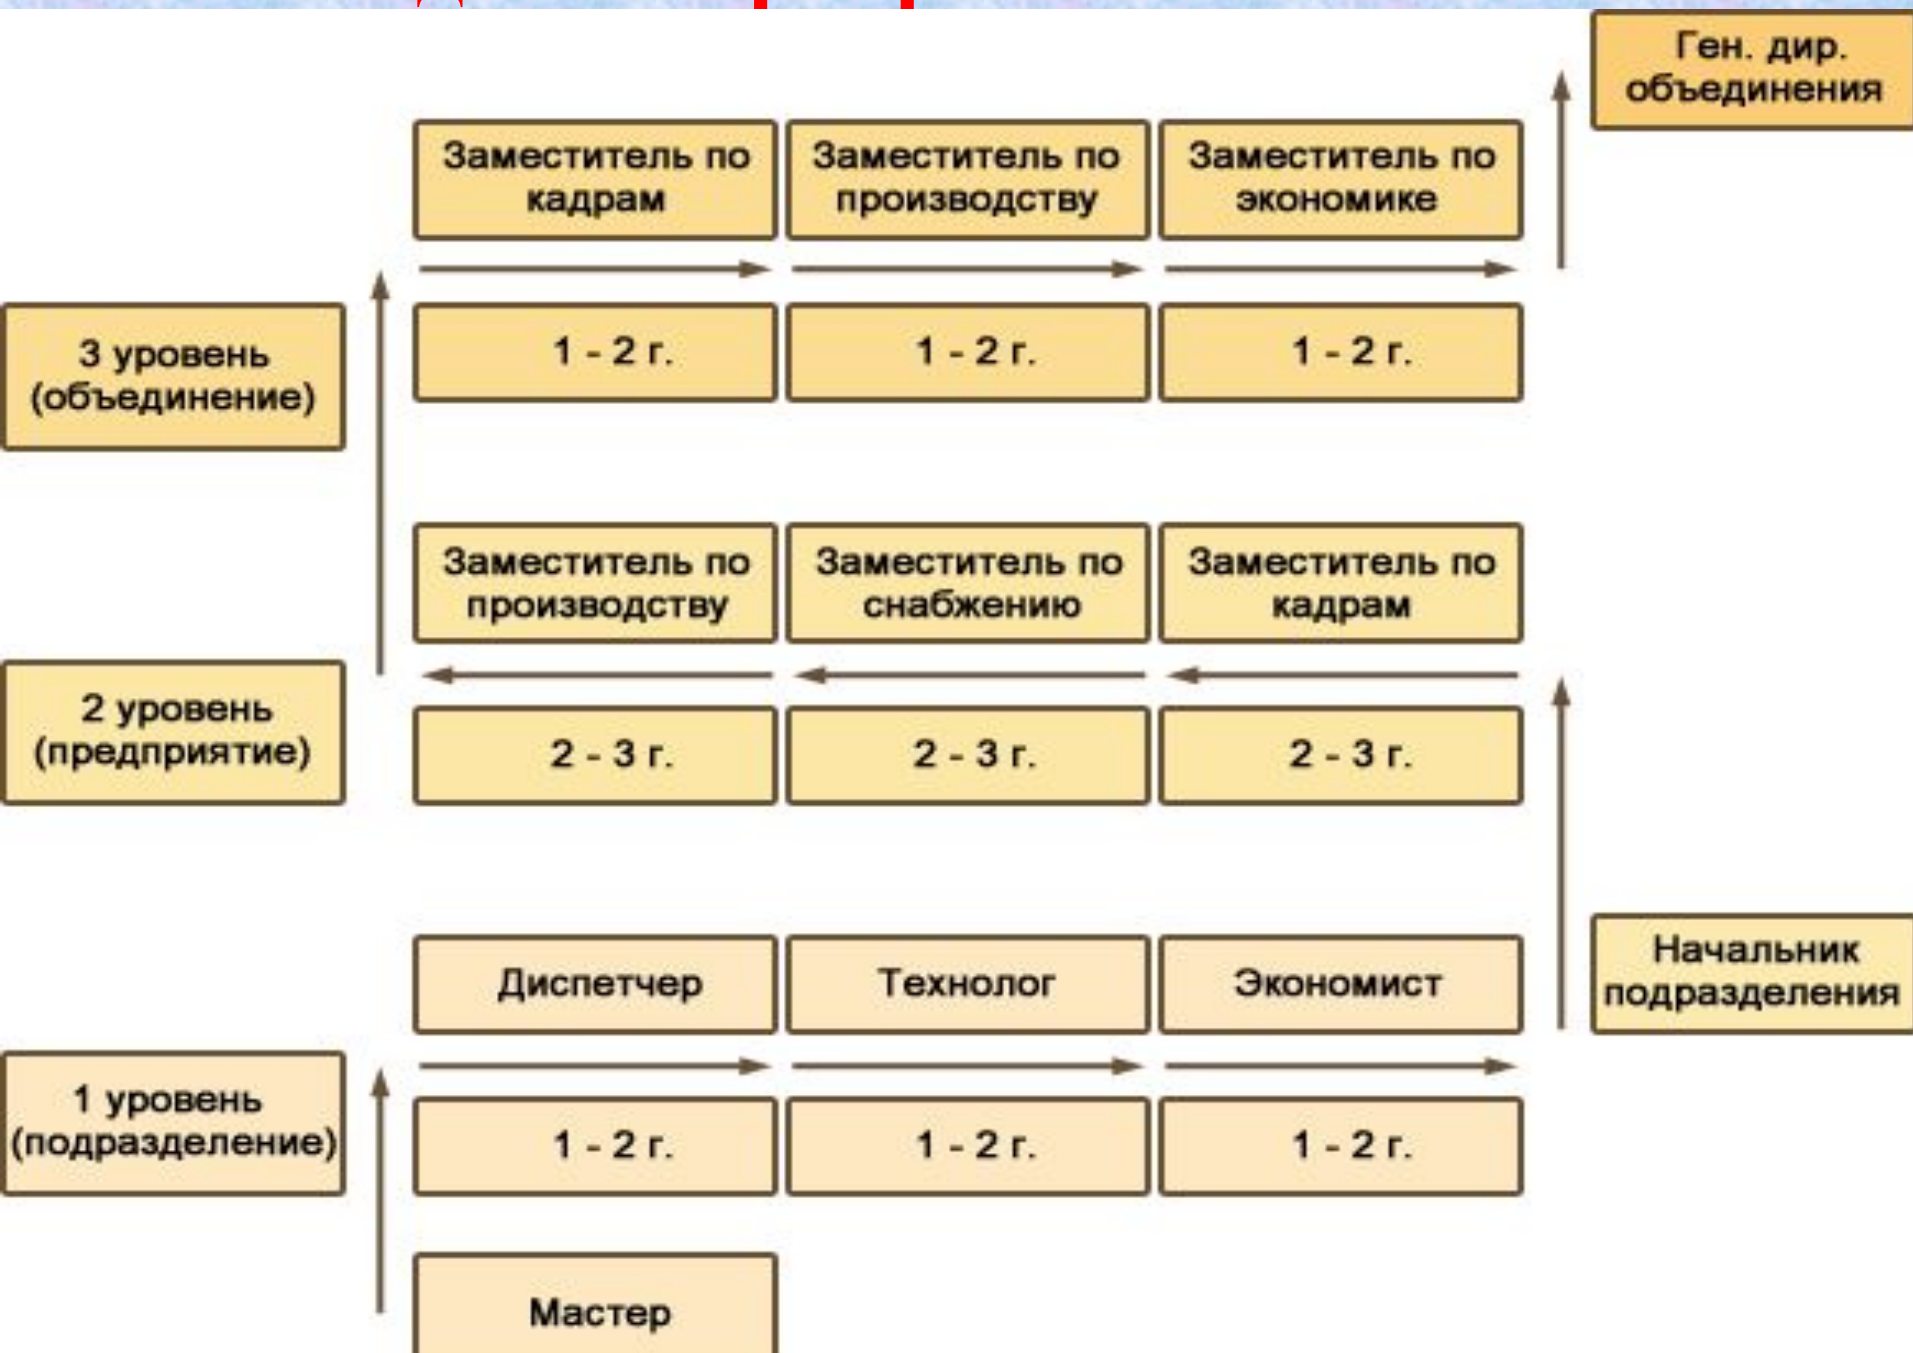 Ген. дир.
объединения
Заместитель по
кадрам
Заместитель по
производству
Заместитель по
экономике
3 уровень
(объединение)
1 - 2 г.
1 - 2 г.
1 - 2 г.
Заместитель по
производству
Заместитель по
снабжению
Заместитель по
кадрам
2 уровень
(предприятие)
2 - 3 г.
2 - 3 г.
2 - 3 г.
Начальник
подразделения
Диспетчер
Технолог
Экономист
1 уровень
(подразделение)
1 - 2 г.
1 - 2 г.
1 - 2 г.
Мастер